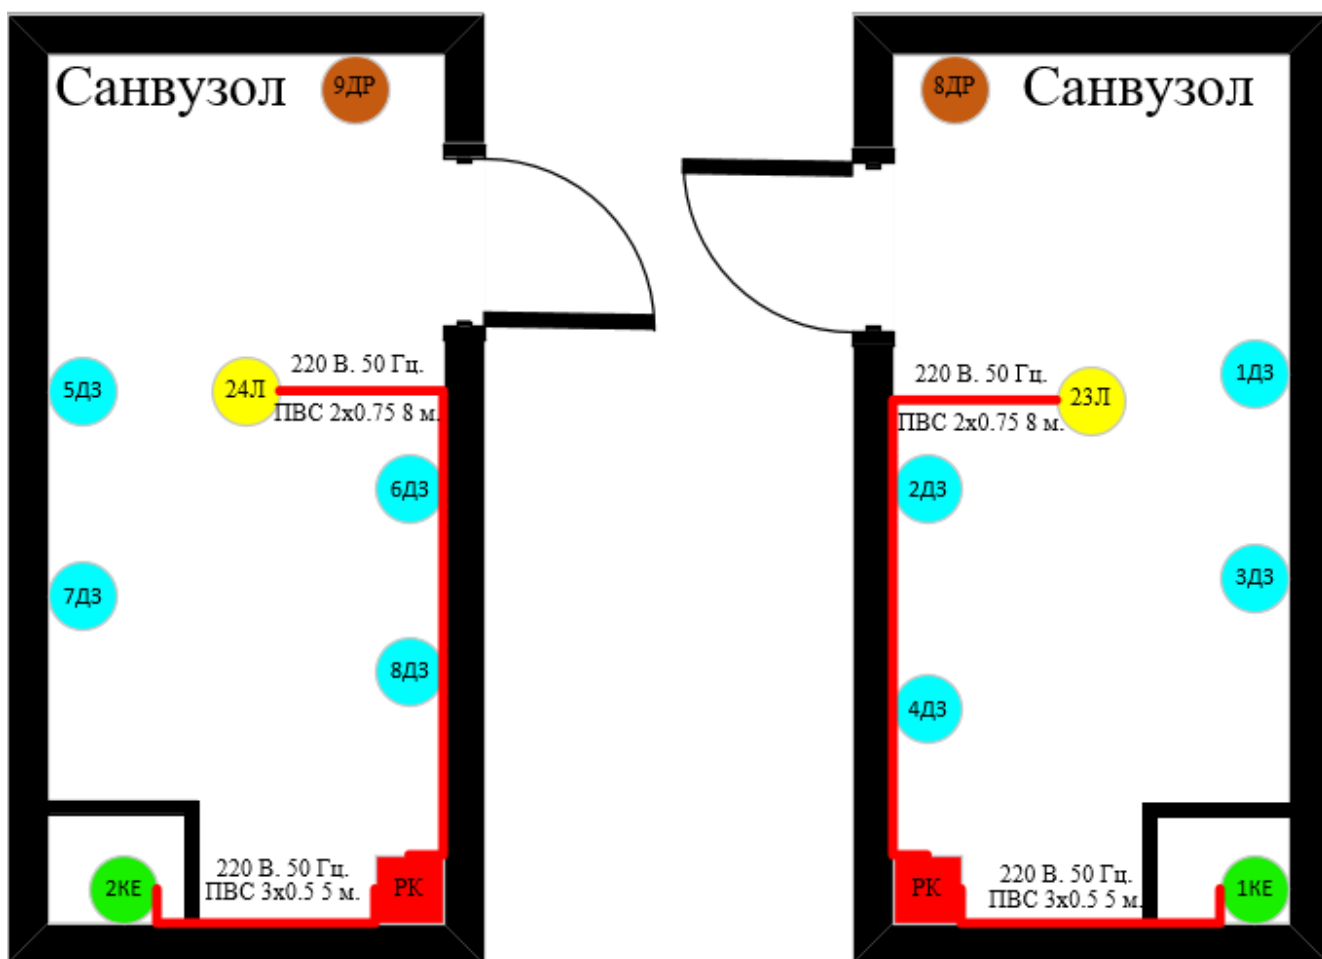 Санвузол
9ДР
5ДЗ
24Л
220 В. 50 Гц.
ПВС 2х0.75 8 м.
6ДЗ
7ДЗ
8ДЗ
2КЕ
220 В. 50 Гц.
ПВС 3х0.5 5 м.
РК
8ДР
Санвузол
220 В. 50 Гц.
ПВС 2х0.75 8 м.
23Л
1ДЗ
2ДЗ
3ДЗ
4ДЗ
РК
220 В. 50 Гц.
ПВС 3х0.5 5 м.
1КЕ